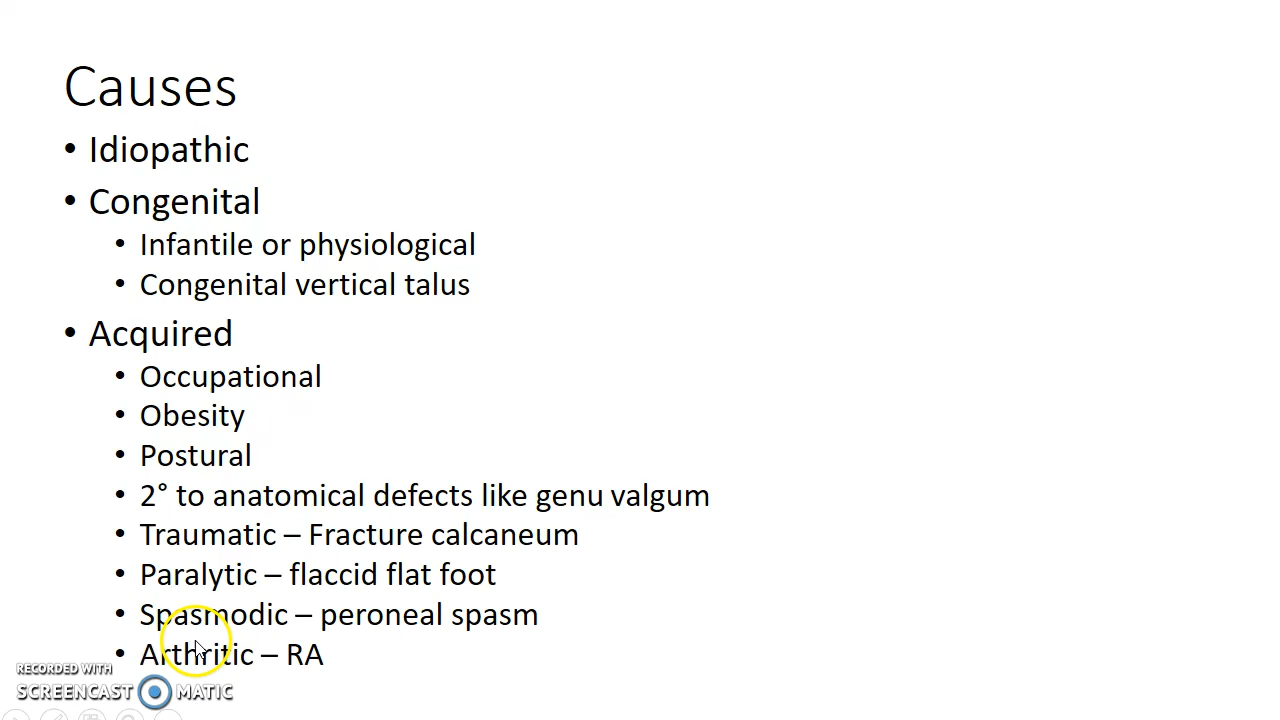 Causes
• Idiopathic
• Congenital
• Infantile or physiological
• Congenital vertical talus
• Acquired
• Occupational
• Obesity
• Postural
• 2° to anatomical defects like genu valgum
• Traumatic – Fracture calcaneum
• Paralytic – flaccid flat foot
• Spasmodic – peroneal spasm
• Arthritic – RA
RECORDED WITH
SCREENCAST MATIC